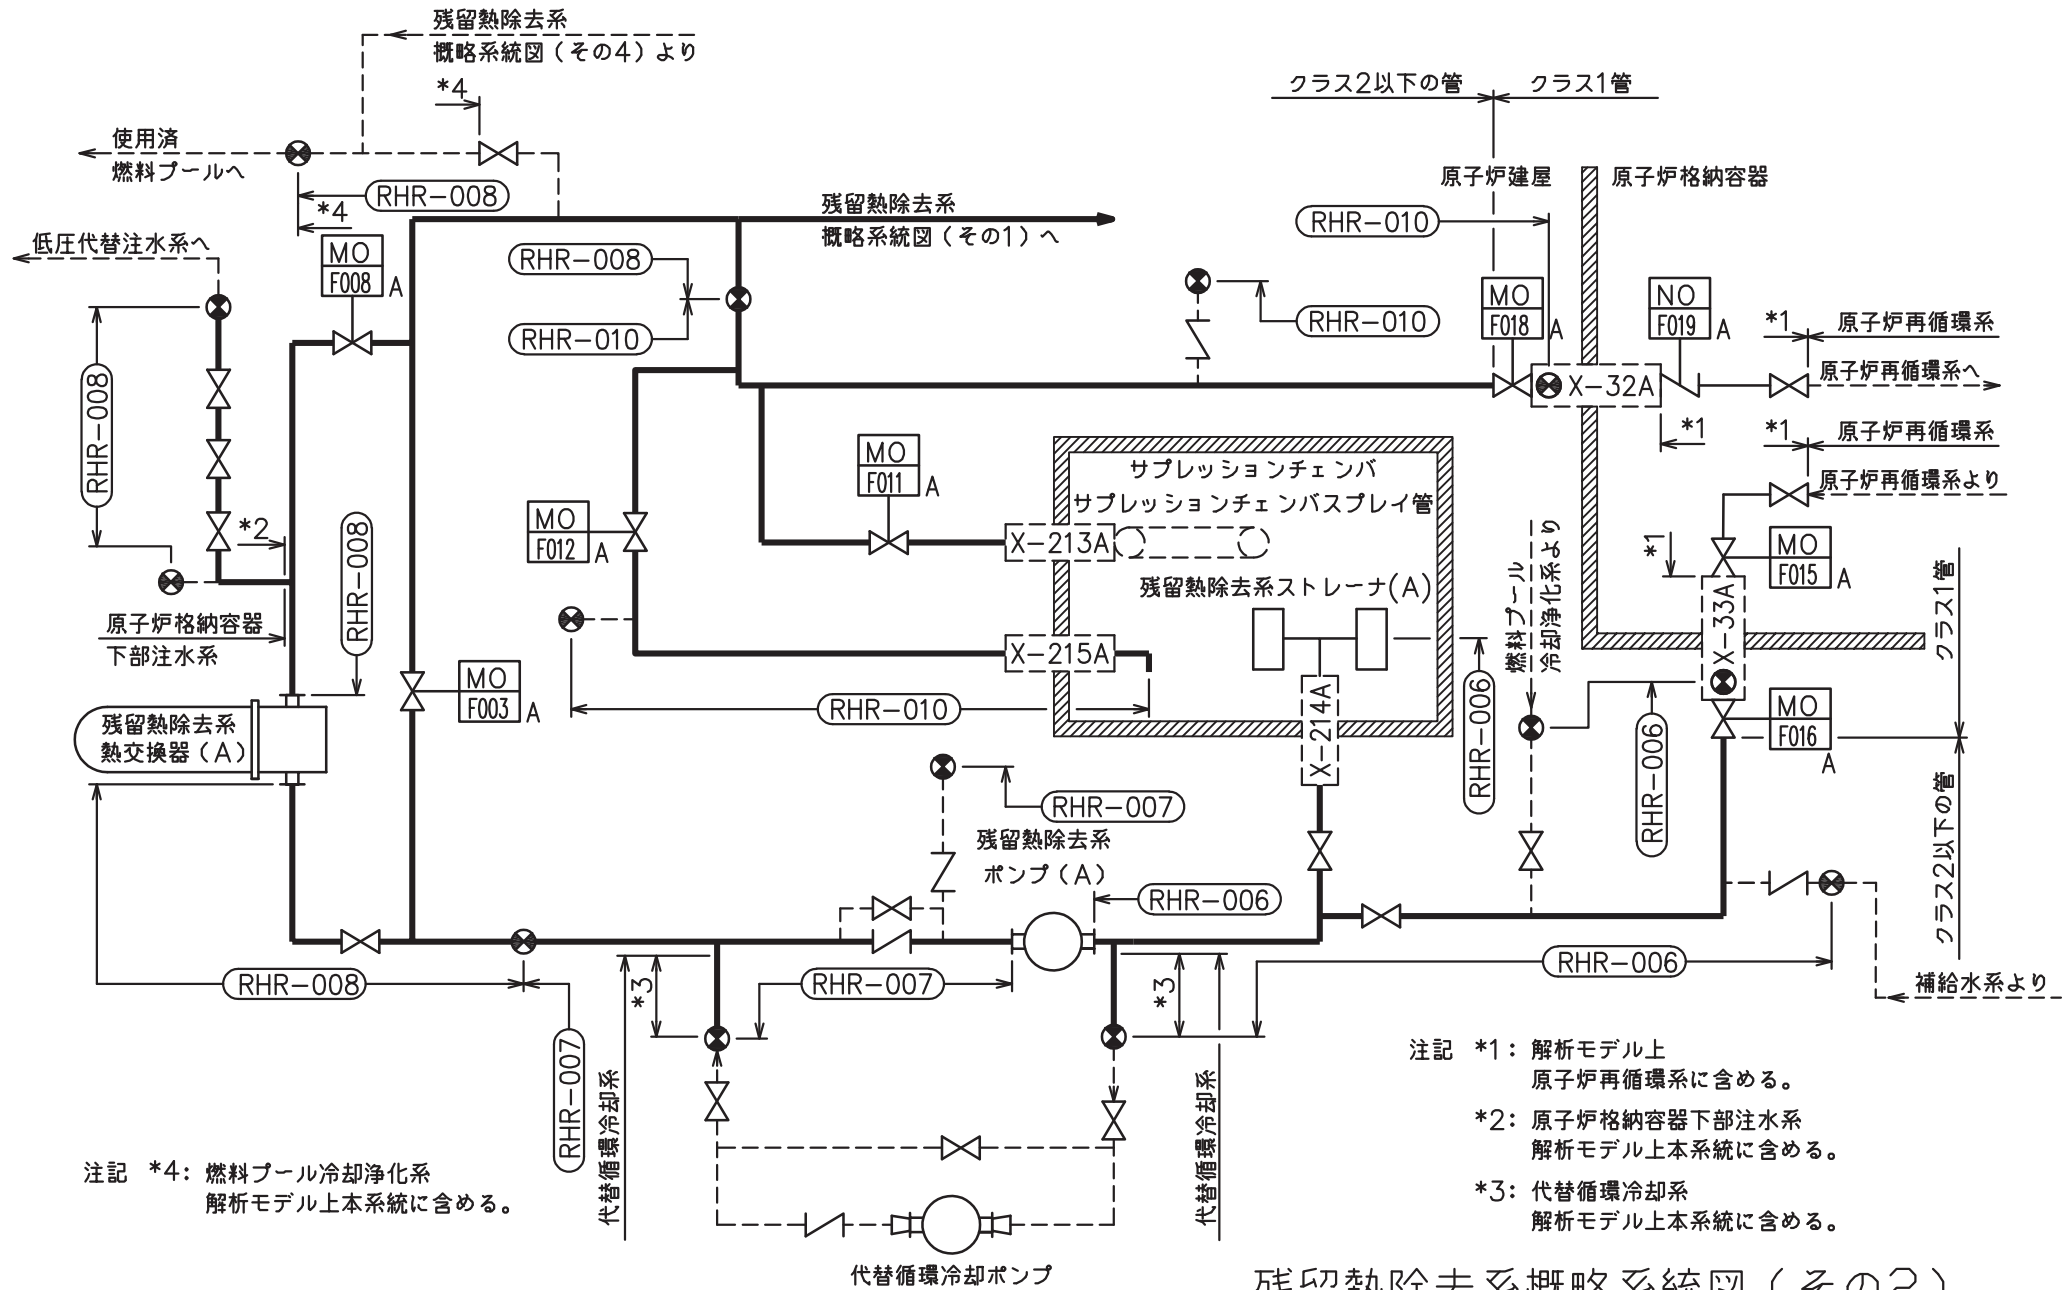 残留熱除去系
概略系統図（その4）より
*4
クラス2以下の管
クラス1管
使用済
燃料プールへ
RHR-008
*4
原子炉建屋
原子炉格納容器
残留熱除去系
概略系統図（その1）へ
RHR-010
低圧代替注水系へ
MO
F008
A
RHR-008
RHR-010
RHR-010
MO
F018
A
NO
F019
A
*1
原子炉再循環系
原子炉再循環系へ
X-32A
*1
*1
原子炉再循環系
原子炉再循環系より
RHR-008
MO
F011
A
サプレッションチェンバ
サプレッションチェンバスプレイ管
X-213A
MO
F012
A
*2
RHR-008
残留熱除去系ストレーナ(A)
燃料プール
冷却浄化系より
*1
MO
F015
A
クラス1管
X-33A
原子炉格納容器
下部注水系
X-215A
MO
F003
A
RHR-010
X-214A
RHR-006
RHR-006
MO
F016
A
クラス2以下の管
残留熱除去系
熱交換器（A）
RHR-007
残留熱除去系
ポンプ（A）
RHR-006
RHR-008
*3
RHR-007
*3
RHR-006
補給水系より
RHR-007
代替循環冷却系
代替循環冷却系
代替循環冷却ポンプ
注記 *1: 解析モデル上
原子炉再循環系に含める。
*2: 原子炉格納容器下部注水系
解析モデル上本系統に含める。
*3: 代替循環冷却系
解析モデル上本系統に含める。
注記 *4: 燃料プール冷却浄化系
解析モデル上本系統に含める。
残留熱除去系概略系統図（その2）